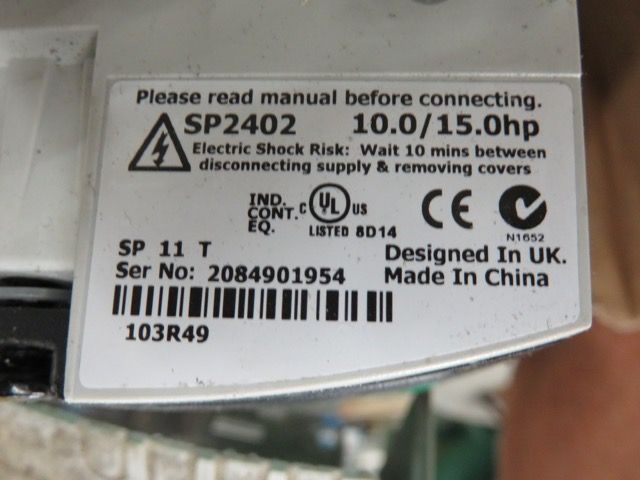 Please read manual before connecting.
SP2402 10.0/15.0hp
Electric Shock Risk: Wait 10 mins between
disconnecting supply & removing covers
IND.
CONT.
EQ.
C UL US
LISTED 8D14
CE
N1652
SP 11 T
Ser No: 2084901954
Designed In UK.
Made In China
103R49